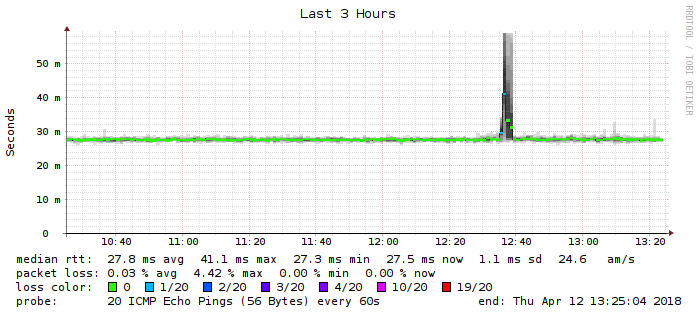 Last 3 Hours
RRDTOOL / TOBI OETIKER
Seconds
50 m
40 m
30 m
20 m
10 m
0
10:40 11:00 11:20 11:40 12:00 12:20 12:40 13:00 13:20
median rtt: 27.8 ms avg 41.1 ms max 27.3 ms min 27.5 ms now 1.1 ms sd 24.6 am/s
packet loss: 0.03 % avg 4.42 % max 0.00 % min 0.00 % now
loss color: 0 1/20 2/20 3/20 4/20 10/20 19/20
probe: 20 ICMP Echo Pings (56 Bytes) every 60s end: Thu Apr 12 13:25:04 2018